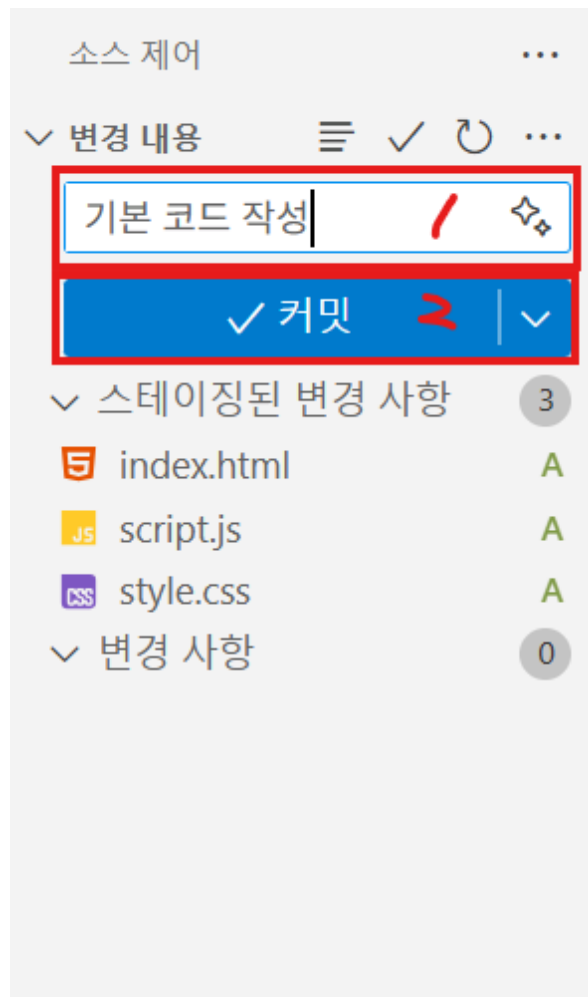 소스 제어
변경 내용
기본 코드 작성 1
커밋 2
스테이징된 변경 사항 3
index.html A
JS script.js A
CSS style.css A
변경 사항 0